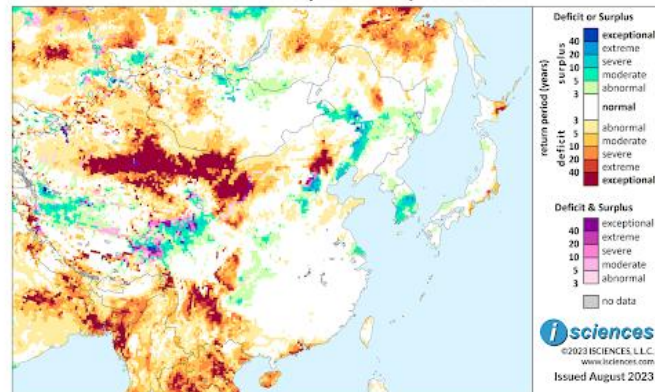 Deficit or Surplus
return period (years)
surplus
40 exceptional
20 extreme
10 severe
5 moderate
3 abnormal
normal
deficit
3 abnormal
5 moderate
10 severe
20 extreme
40 exceptional
Deficit & Surplus
40 exceptional
20 extreme
10 severe
5 moderate
3 abnormal
no data
i sciences
©2023 ISCIENCES, L.L.C.
www.isciences.com
Issued August 2023